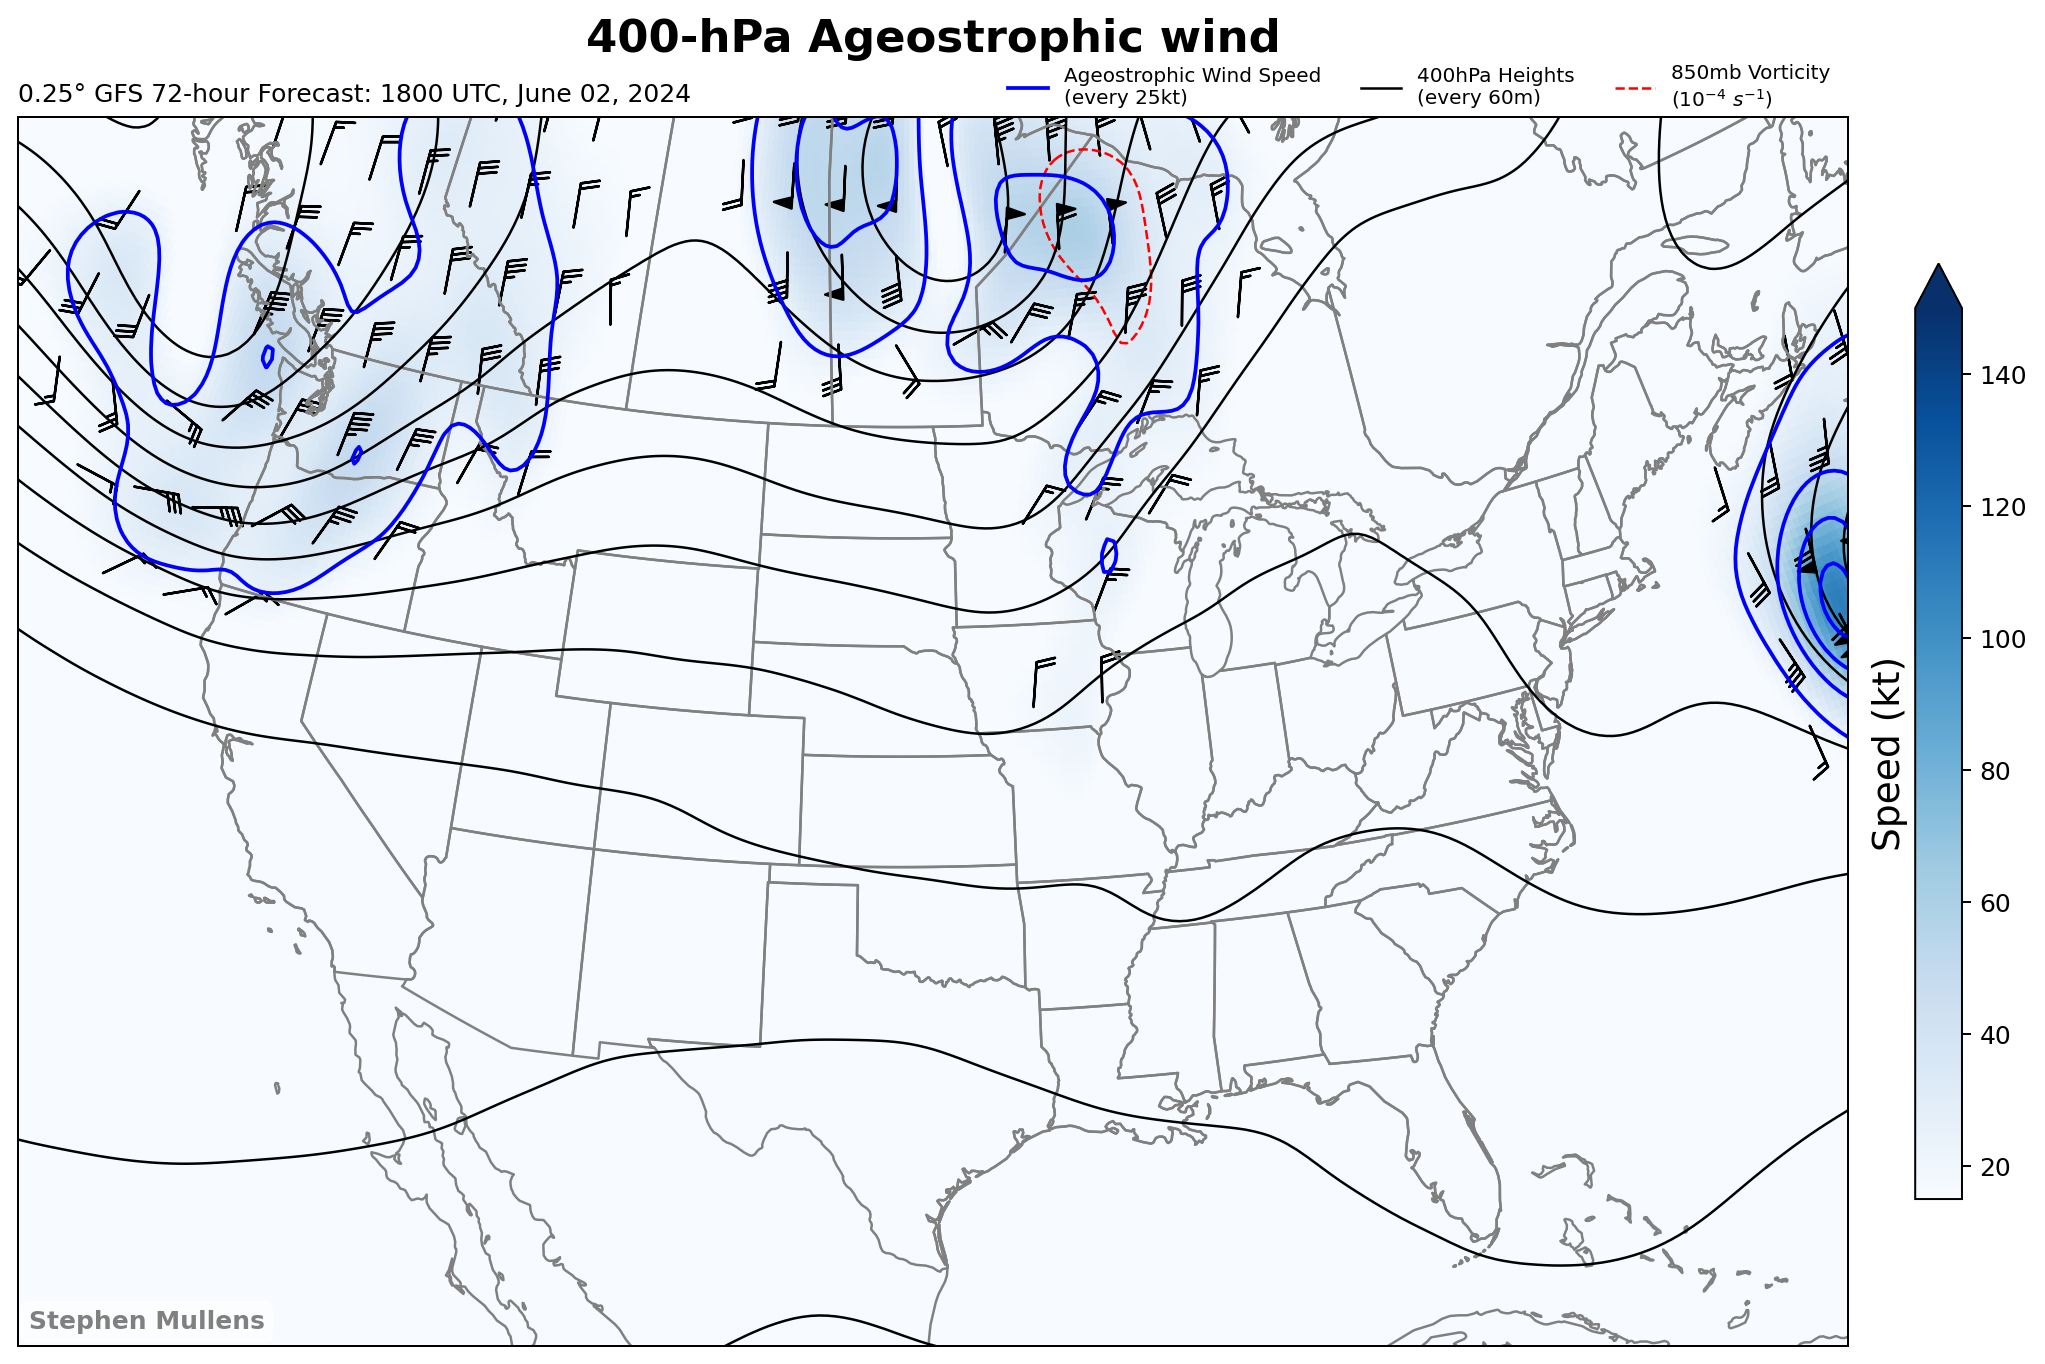 400-hPa Ageostrophic wind
0.25° GFS 72-hour Forecast: 1800 UTC, June 02, 2024
Ageostrophic Wind Speed
(every 25kt)
400hPa Heights
(every 60m)
850mb Vorticity
(10⁻⁴ s⁻¹)
140
120
100
80
60
40
20
Speed (kt)
Stephen Mullens